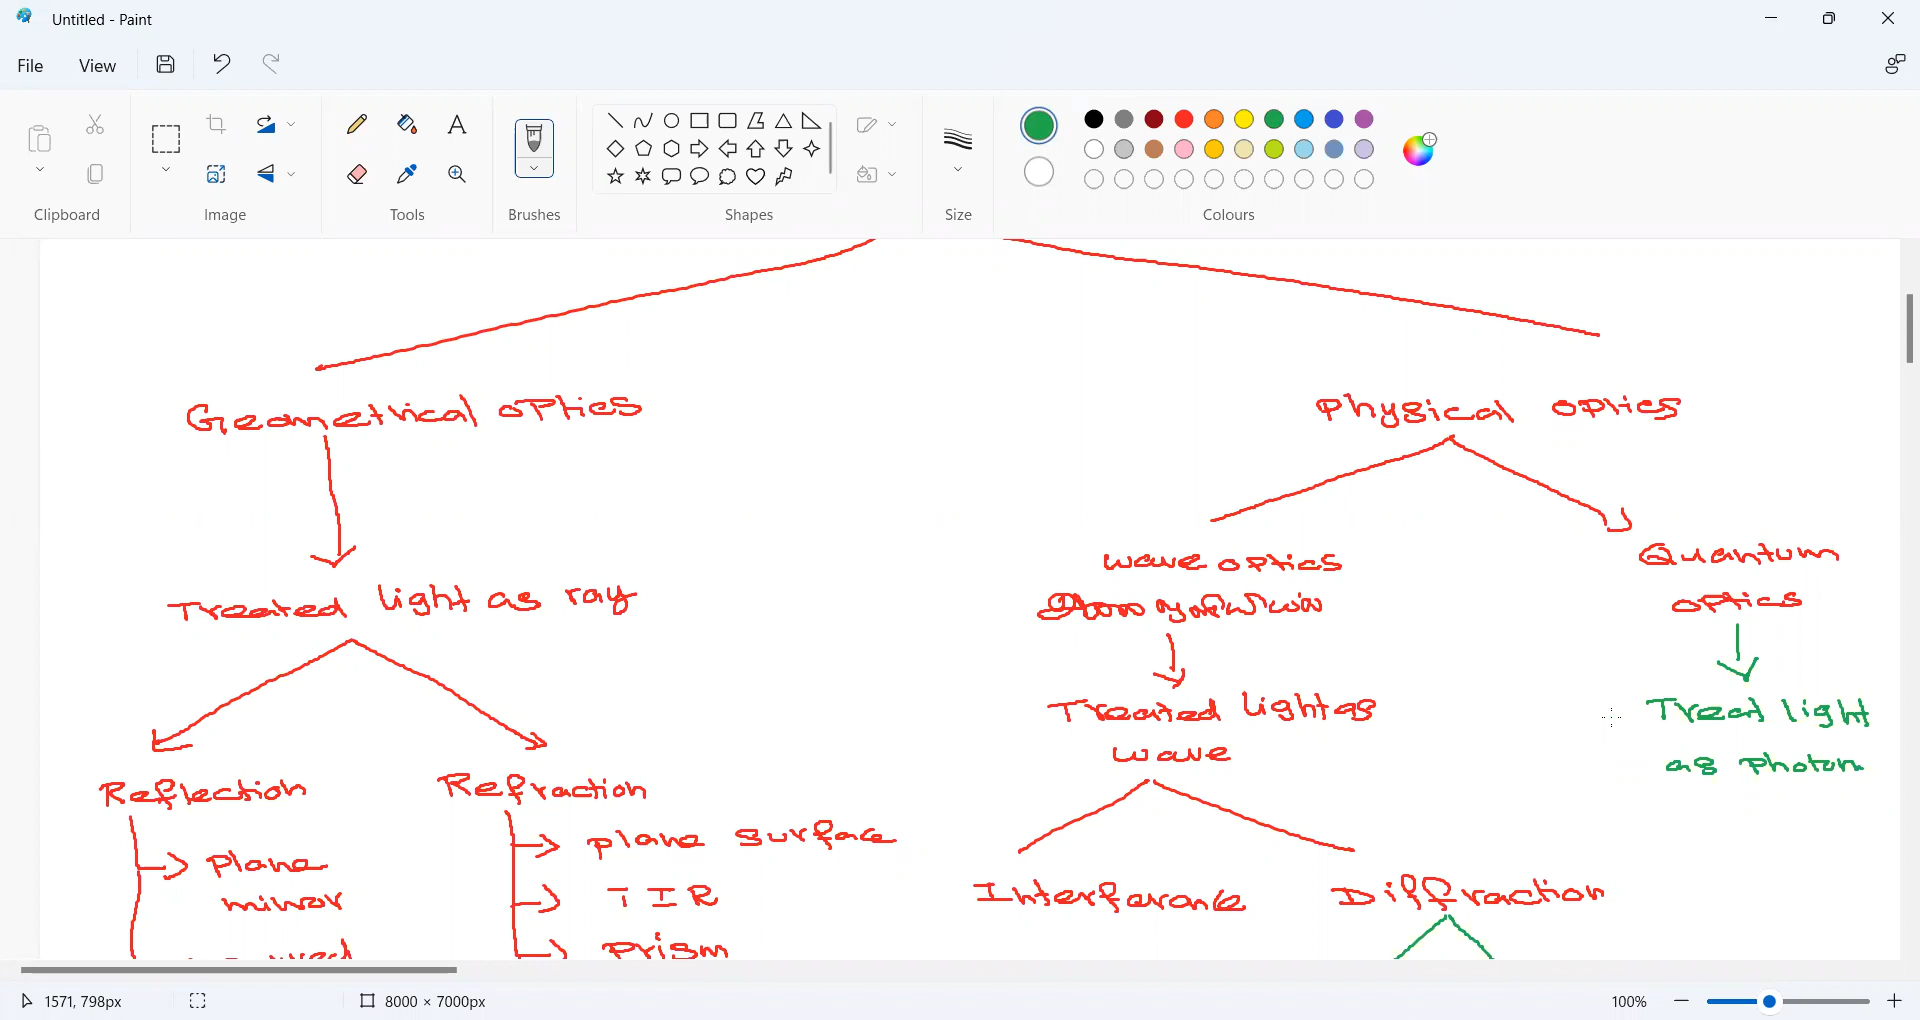 Untitled - Paint
File View
Clipboard
Image
Tools
Brushes
Shapes
Size
Colours
Geometrical optics
Physical optics
wave optics
Quantum
optics
Treated light as ray
Treated light as
wave
Treat light
as photon
Reflection
Refraction
plane surface
Plane
mirror
TIR
Prism
Interferance
Diffraction
1571, 798px
8000 × 7000px
100%